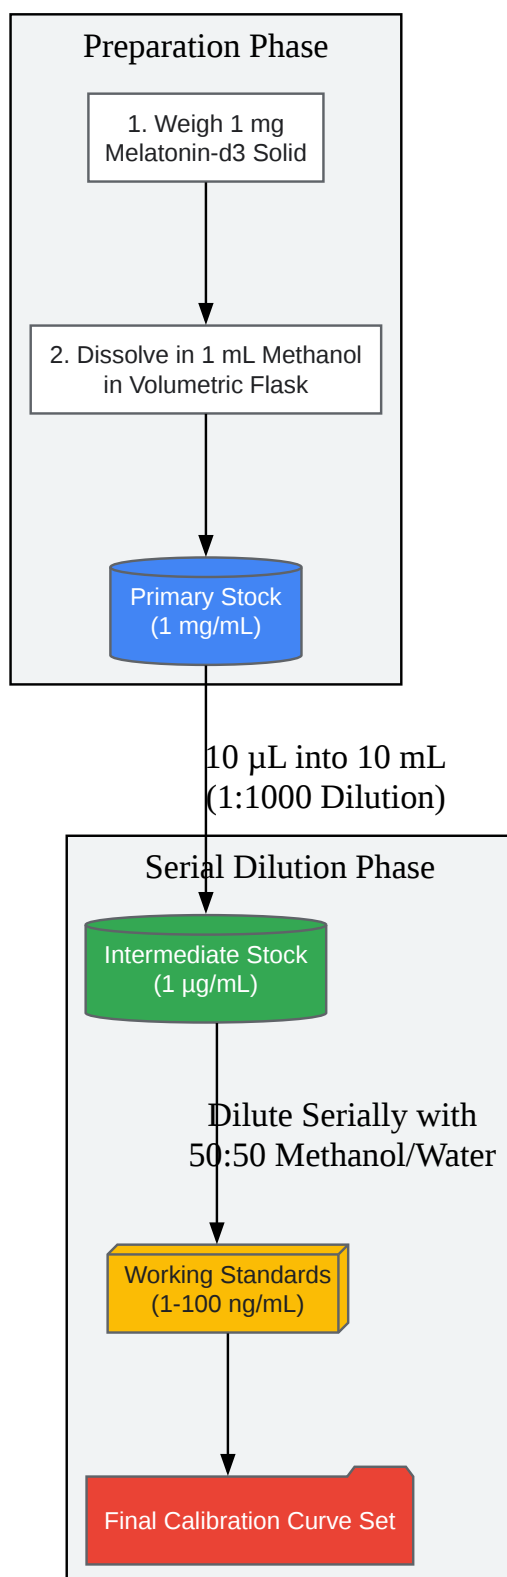 Preparation Phase
1. Weigh 1 mg
Melatonin-d3 Solid
2. Dissolve in 1 mL Methanol
in Volumetric Flask
Primary Stock
(1 mg/mL)
10 µL into 10 mL
(1:1000 Dilution)
Serial Dilution Phase
Intermediate Stock
(1 µg/mL)
Dilute Serially with
50:50 Methanol/Water
Working Standards
(1-100 ng/mL)
Final Calibration Curve Set